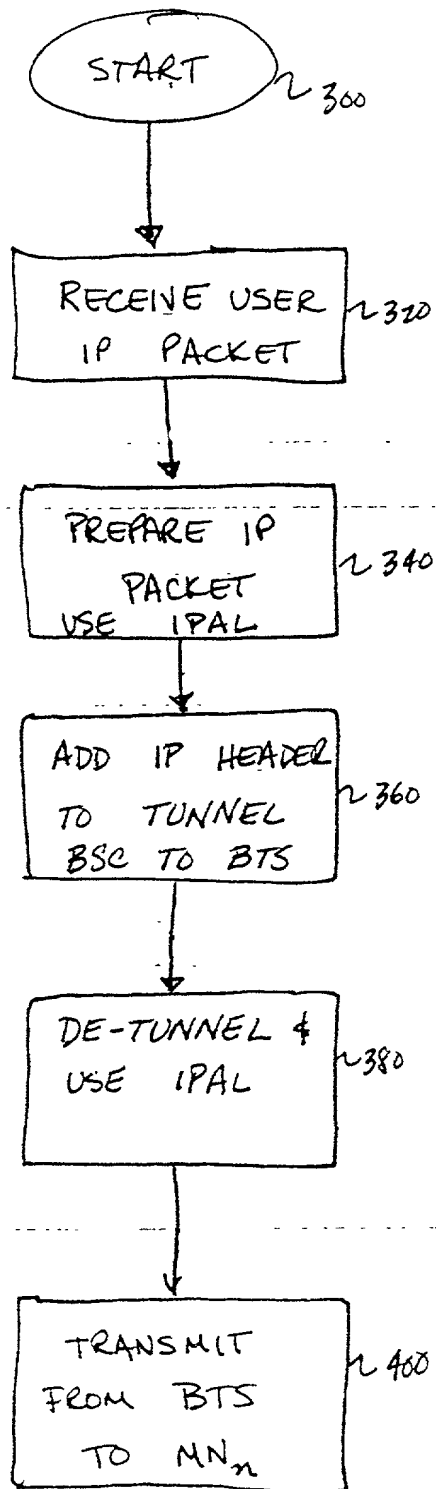 START
300
RECEIVE USER
320
IP PACKET
PREPARE IP
340
PACKET
USE IPAL
ADD IP HEADER
360
TO TUNNEL
BSC TO BTS
DE-TUNNEL &
380
USE IPAL
TRANSMIT
400
FROM BTS
TO MNn